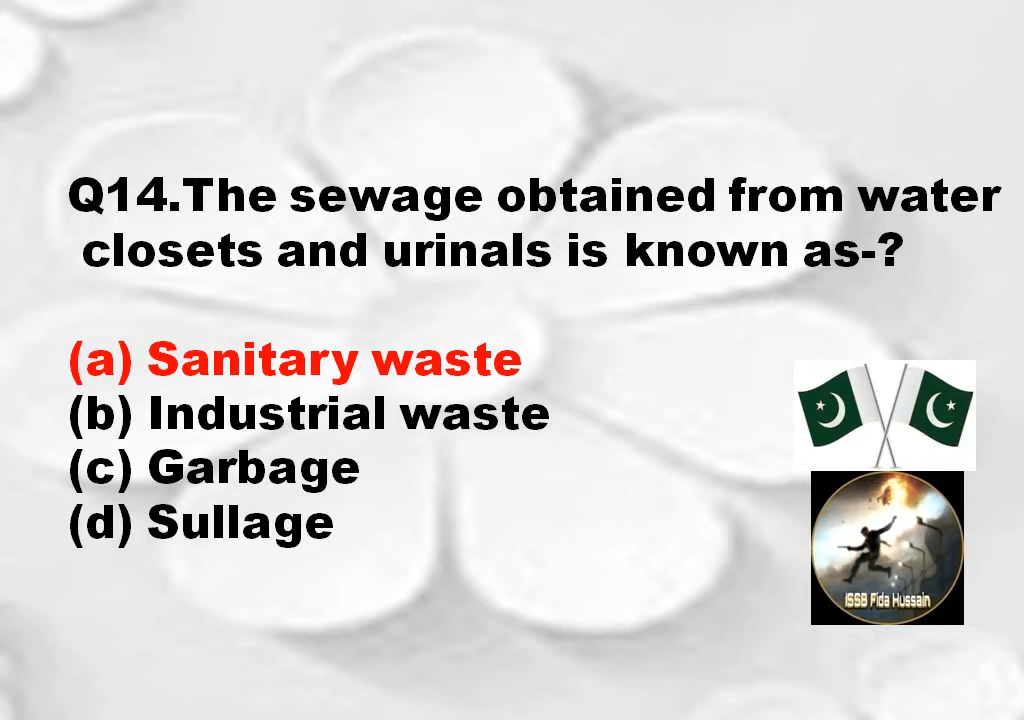 Q14.The sewage obtained from water
closets and urinals is known as-?
(a) Sanitary waste
(b) Industrial waste
(c) Garbage
(d) Sullage
ISSB Fida Hussain